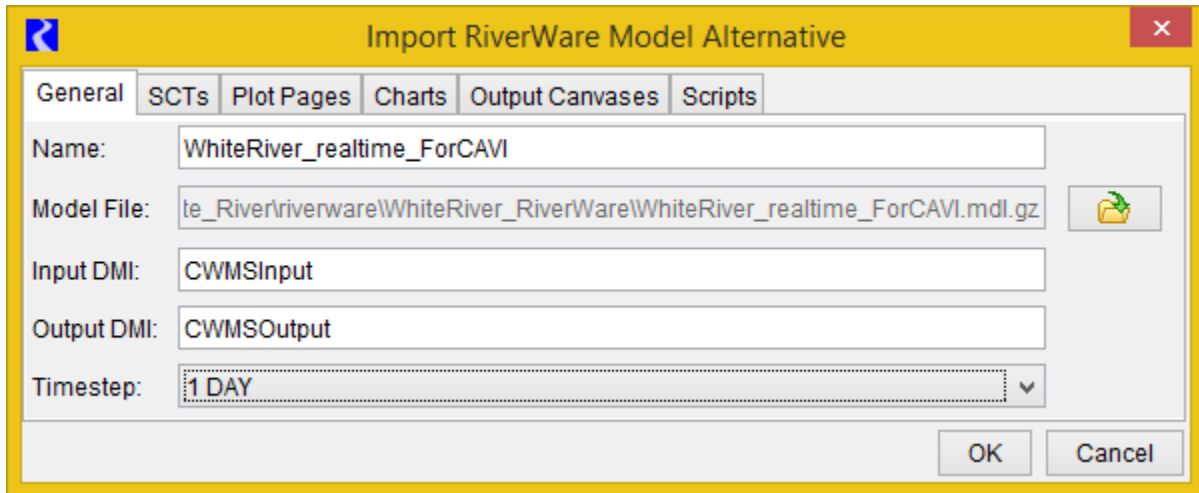 Import RiverWare Model Alternative
General SCTs Plot Pages Charts Output Canvases Scripts
Name: WhiteRiver_realtime_ForCAVI
Model File: te_River\riverware\WhiteRiver_RiverWare\WhiteRiver_realtime_ForCAVI.mdl.gz
Input DMI: CWMSInput
Output DMI: CWMSOutput
Timestep: 1 DAY
OK Cancel